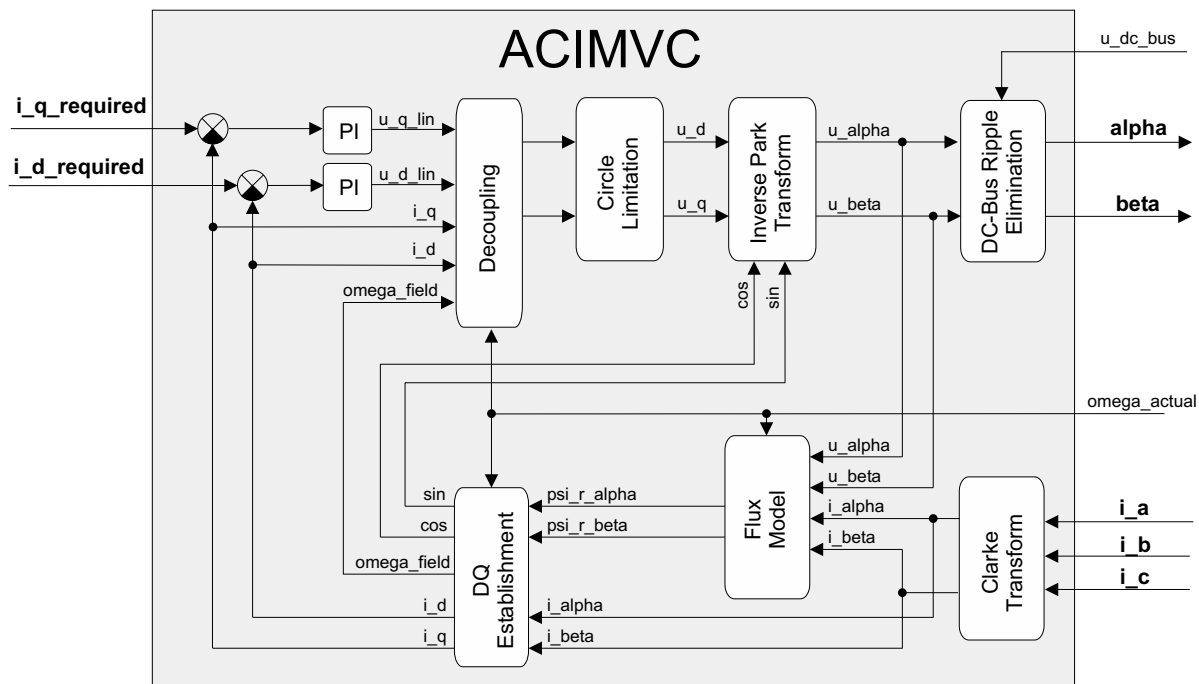 ACIMVC
u_dc_bus
i_q_required
i_d_required
PI
u_q_lin
PI
u_d_lin
i_q
i_d
omega_field
Decoupling
Circle
Limitation
u_d
u_q
Inverse Park
Transform
cos
sin
u_alpha
u_beta
DC-Bus Ripple
Elimination
alpha
beta
omega_actual
sin
cos
omega_field
i_d
i_q
DQ
Establishment
psi_r_alpha
psi_r_beta
i_alpha
i_beta
Flux
Model
u_alpha
u_beta
i_alpha
i_beta
Clarke
Transform
i_a
i_b
i_c